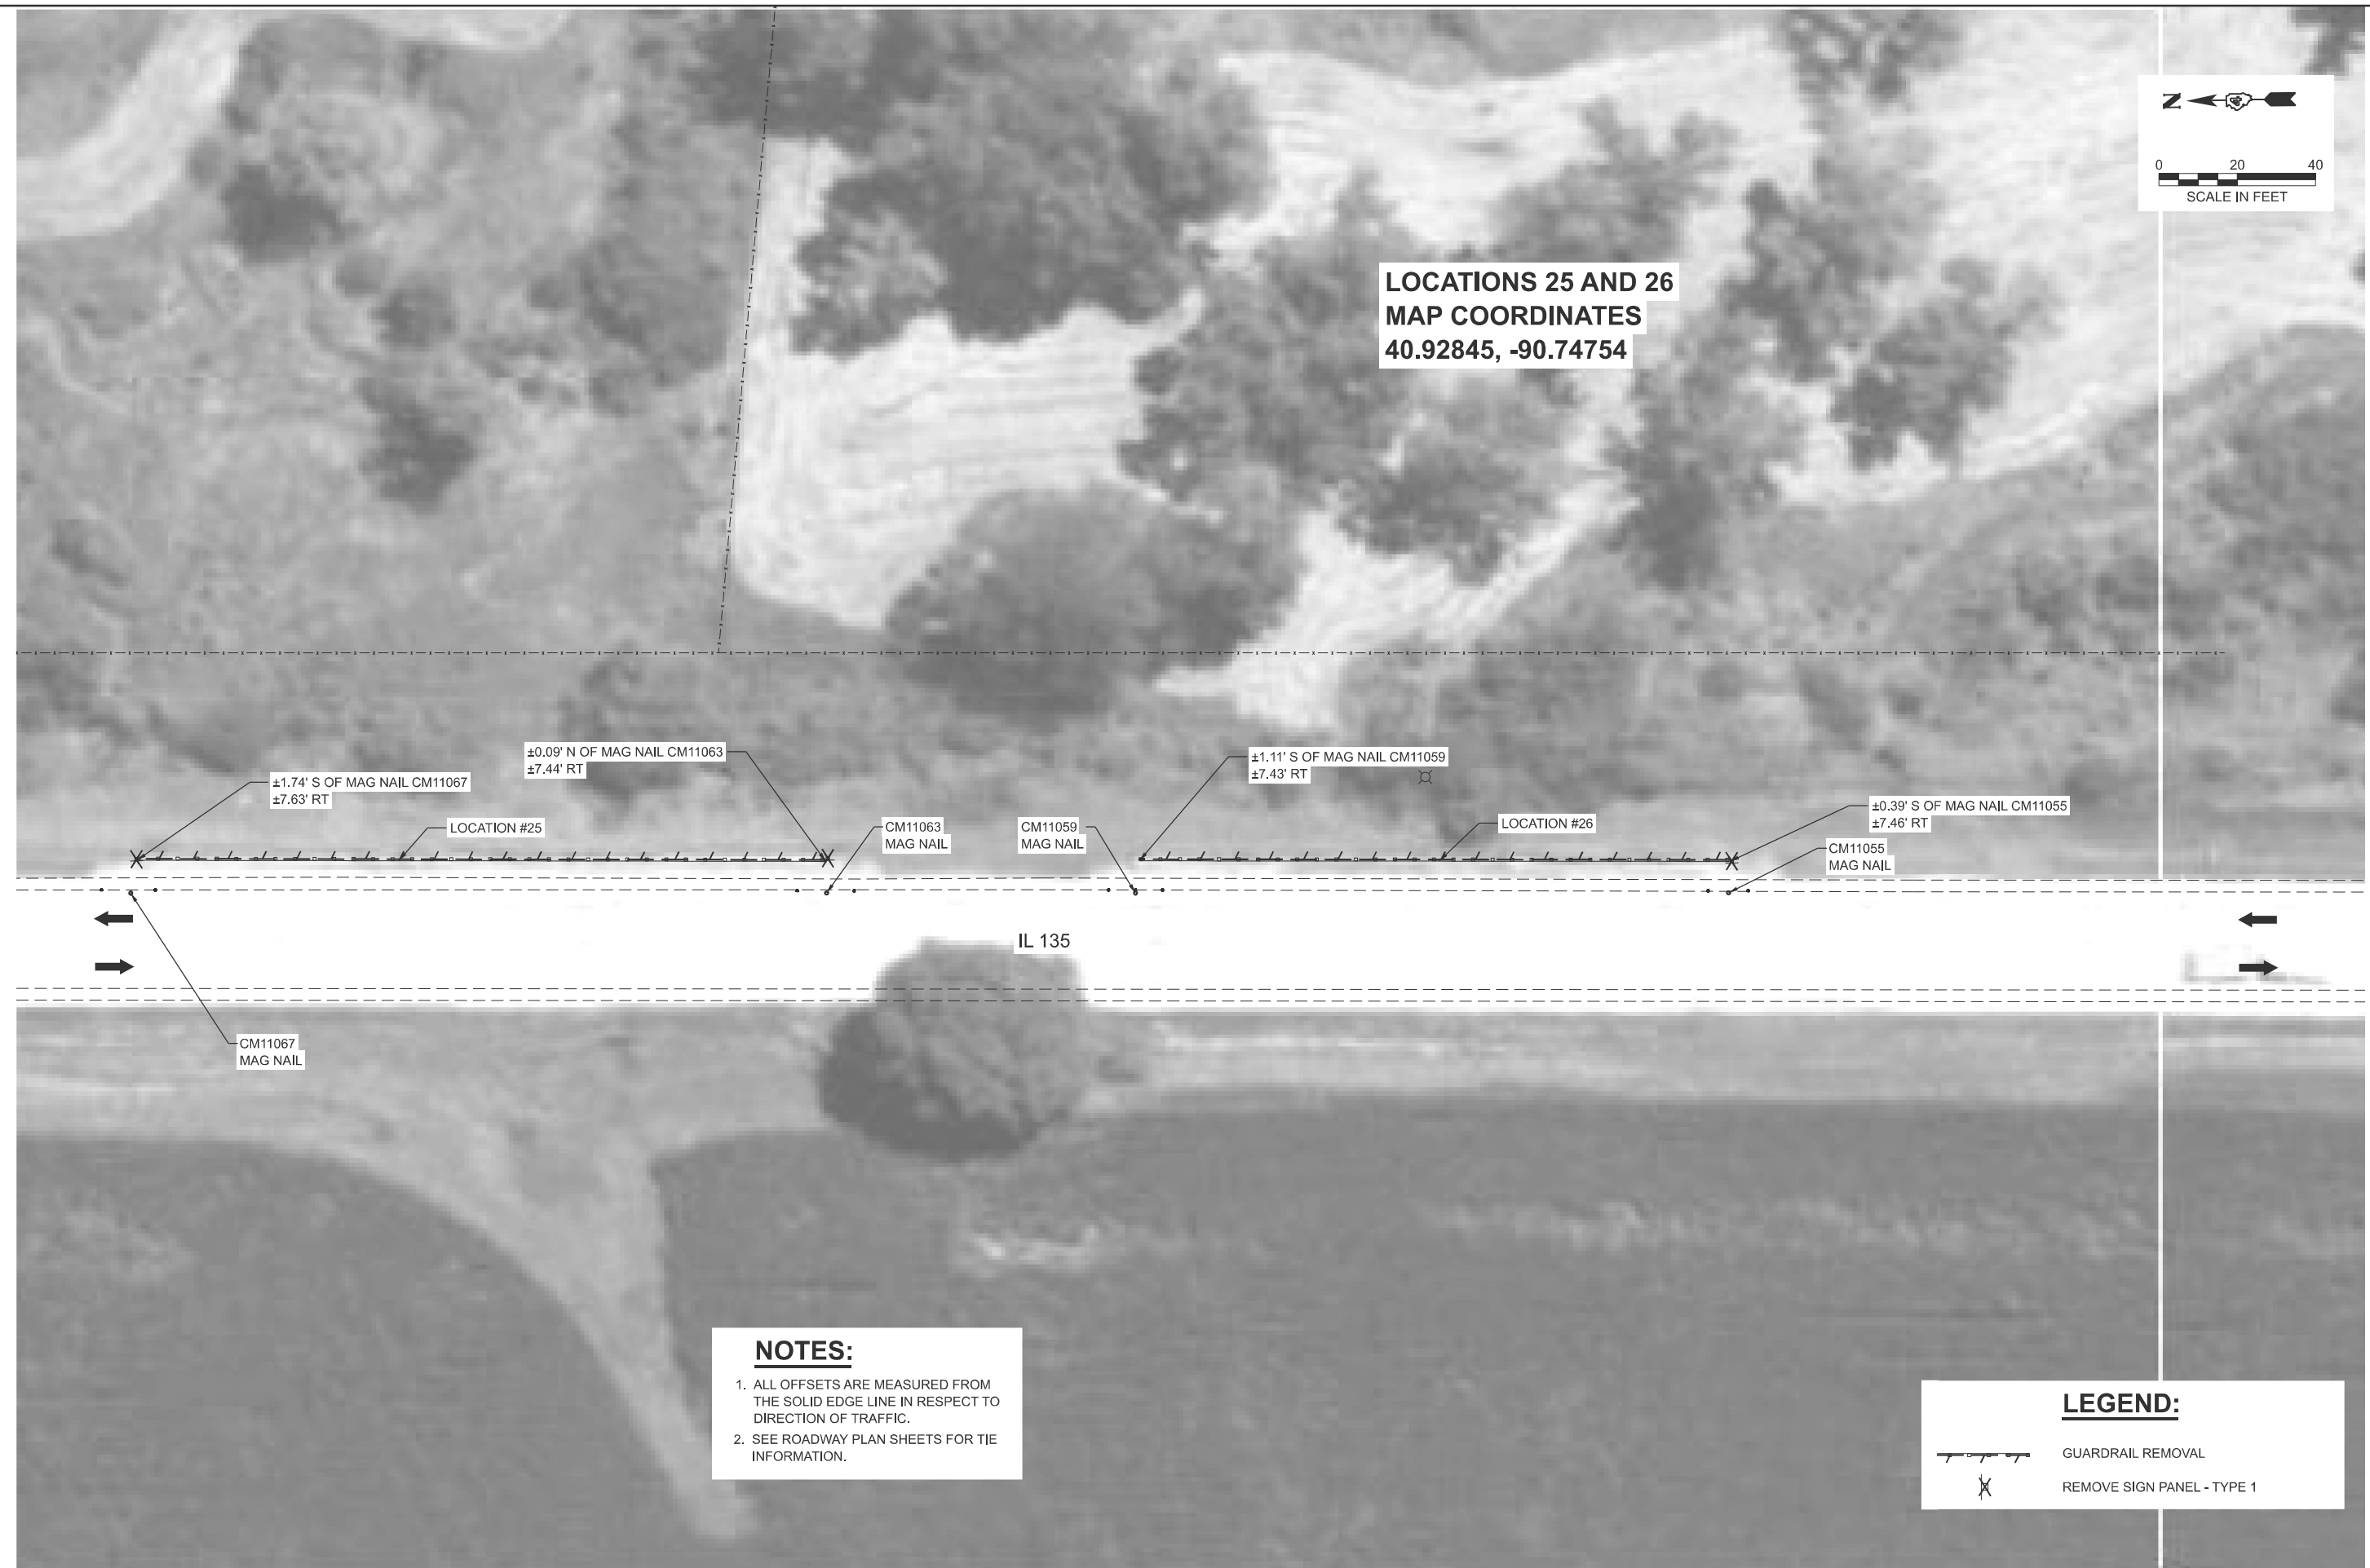 N
0 20 40
SCALE IN FEET
LOCATIONS 25 AND 26
MAP COORDINATES
40.92845, -90.74754
±0.09' N OF MAG NAIL CM11063
±7.44' RT
±1.11' S OF MAG NAIL CM11059
±7.43' RT
±1.74' S OF MAG NAIL CM11067
±7.63' RT
±0.39' S OF MAG NAIL CM11055
±7.46' RT
LOCATION #25
CM11063
MAG NAIL
CM11059
MAG NAIL
LOCATION #26
CM11055
MAG NAIL
IL 135
CM11067
MAG NAIL
NOTES:
1. ALL OFFSETS ARE MEASURED FROM
THE SOLID EDGE LINE IN RESPECT TO
DIRECTION OF TRAFFIC.
2. SEE ROADWAY PLAN SHEETS FOR TIE
INFORMATION.
LEGEND:
GUARDRAIL REMOVAL
REMOVE SIGN PANEL - TYPE 1